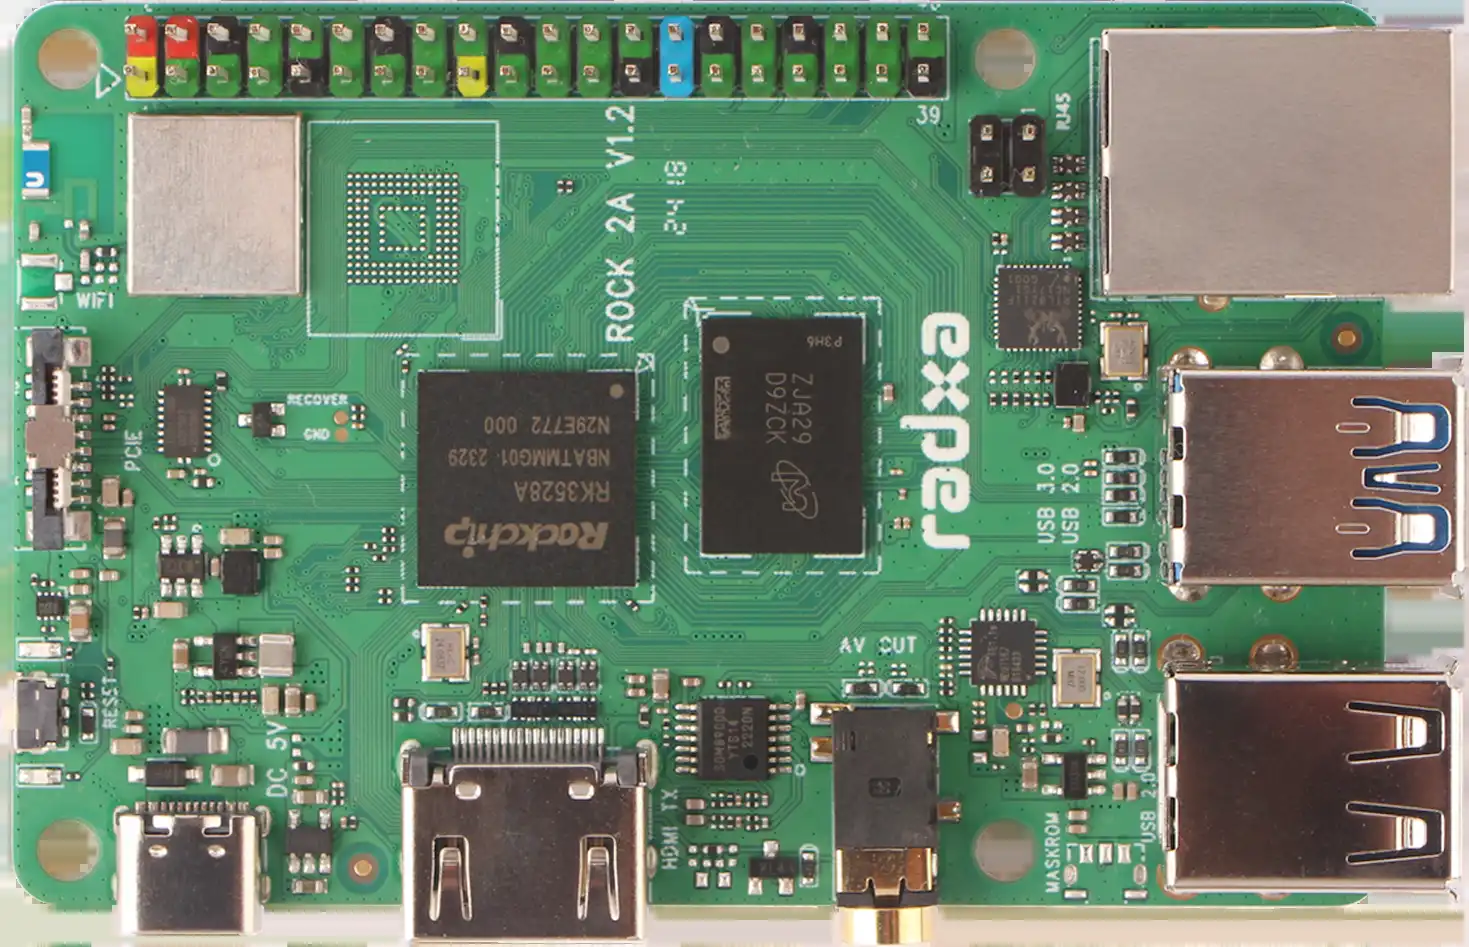 39
RJ45
1
ROCK 2A V1.2
24 18
WIFI
PCIE
RECOVER
GND
Rockchip
RK3528A
NBATMMG01 2329
N29E772 000
P3H6
ZJA29
D9ZCK
radxa
USB 3.0
USB 2.0
AV OUT
RESET
DC 5V
HDMI TX
MASKROM
USB 2.0